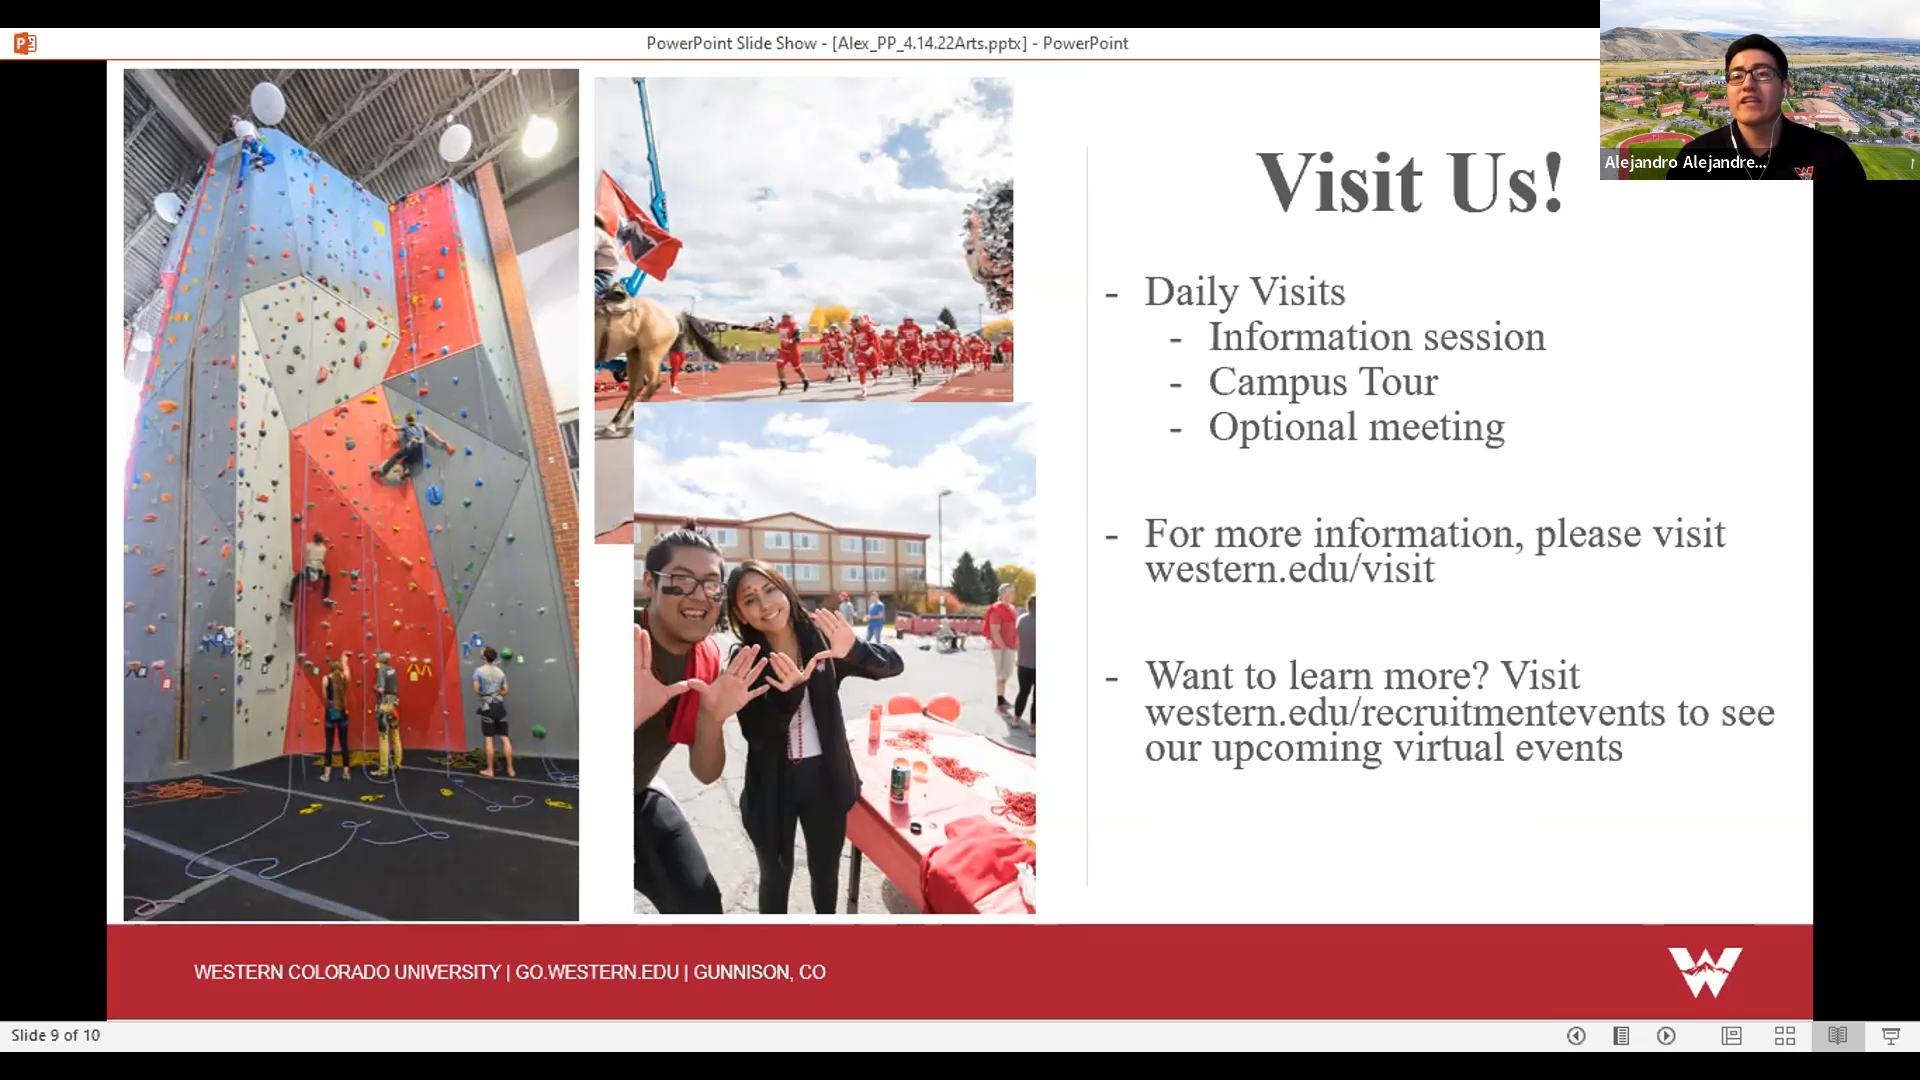 PowerPoint Slide Show - [Alex_PP_4.14.22Arts.pptx] - PowerPoint
Alejandro Alejandre...
Visit Us!
- Daily Visits
- Information session
- Campus Tour
- Optional meeting
- For more information, please visit
western.edu/visit
- Want to learn more? Visit
western.edu/recruitmentevents to see
our upcoming virtual events
WESTERN COLORADO UNIVERSITY | GO.WESTERN.EDU | GUNNISON, CO
W
Slide 9 of 10